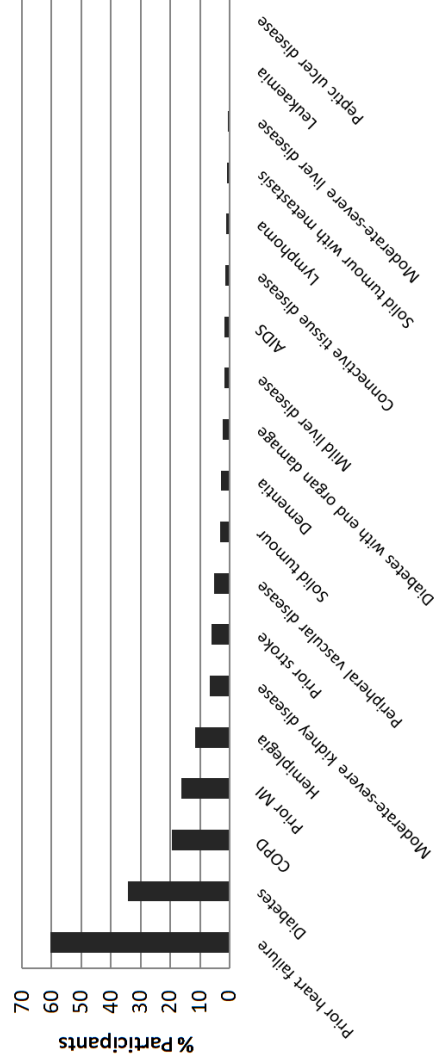 % Participants
70
60
50
40
30
20
10
0
Prior heart failure
Diabetes
COPD
Prior MI
Hemiplegia
Moderate-severe kidney disease
Prior stroke
Peripheral vascular disease
Solid tumour
Dementia
Diabetes with end organ damage
Mild liver disease
AIDS
Connective tissue disease
Lymphoma
Solid tumour with metastasis
Moderate-severe liver disease
Leukaemia
Peptic ulcer disease